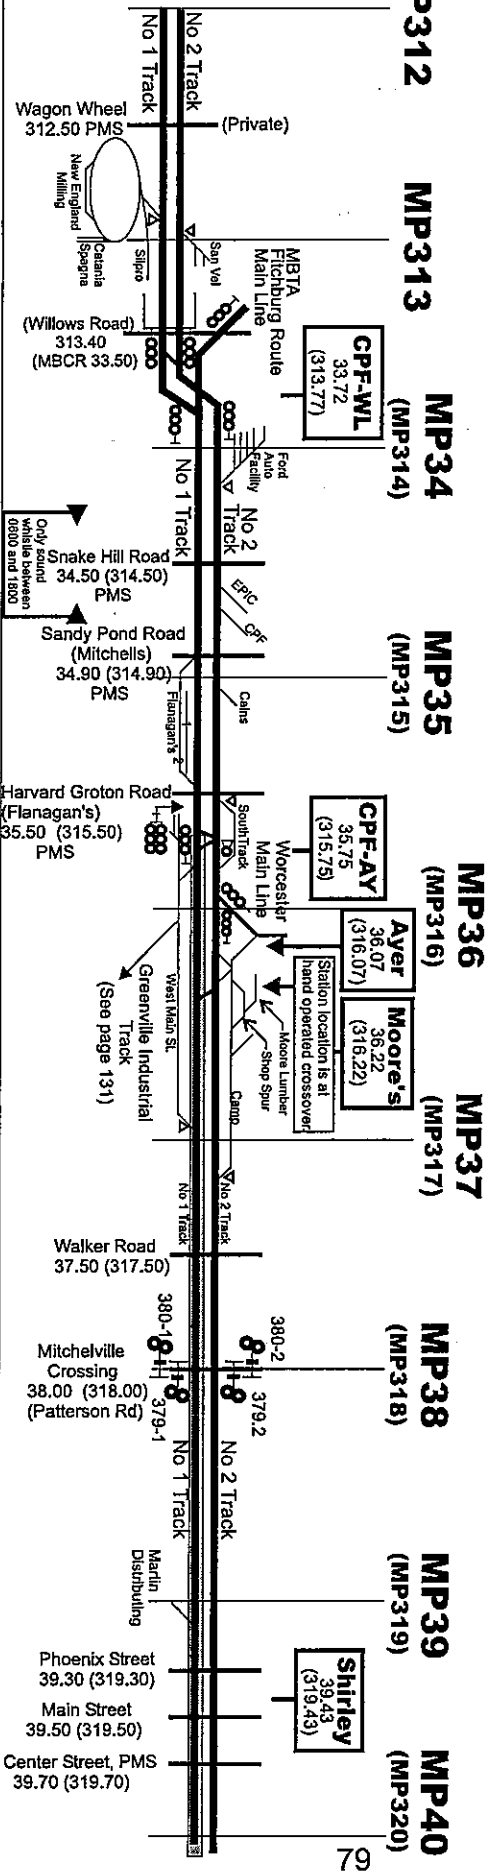 P312
No 2 Track
No 1 Track
Wagon Wheel
312.50 PMS
(Private)
New England
Milling
MP313
Catania
Spagna
Silpro
San Vel
MBTA
Fitchburg Route
Main Line
(Willows Road)
313.40
(MBCR 33.50)
CPF-WL
33.72
(313.77)
MP34
(MP314)
Ford
Auto
Facility
No 2
Track
No 1 Track
Only sound
whistle between
0600 and 1800
Snake Hill Road
34.50 (314.50)
PMS
EPIC
CPF
Sandy Pond Road
(Mitchells)
34.90 (314.90)
PMS
MP35
(MP315)
Cains
1
Flanagan's 2
Harvard Groton Road
(Flanagan's)
35.50 (315.50)
PMS
South Track
CPF-AY
35.75
(315.75)
Worcester
Main Line
MP36
(MP316)
Ayer
36.07
(316.07)
Moore's
36.22
(316.22)
Station location is at
hand operated crossover
Moore Lumber
Shop Spur
Camp
West Main St.
Greenville Industrial
Track
(See page 131)
MP37
(MP317)
No 2 Track
No 1 Track
Walker Road
37.50 (317.50)
380-1
380-2
MP38
(MP318)
Mitchelville
Crossing
38.00 (318.00)
(Patterson Rd)
379-1
379.2
No 2 Track
No 1 Track
MP39
(MP319)
Martin
Distributing
Phoenix Street
39.30 (319.30)
Shirley
39.43
(319.43)
Main Street
39.50 (319.50)
Center Street, PMS
39.70 (319.70)
MP40
(MP320)
79